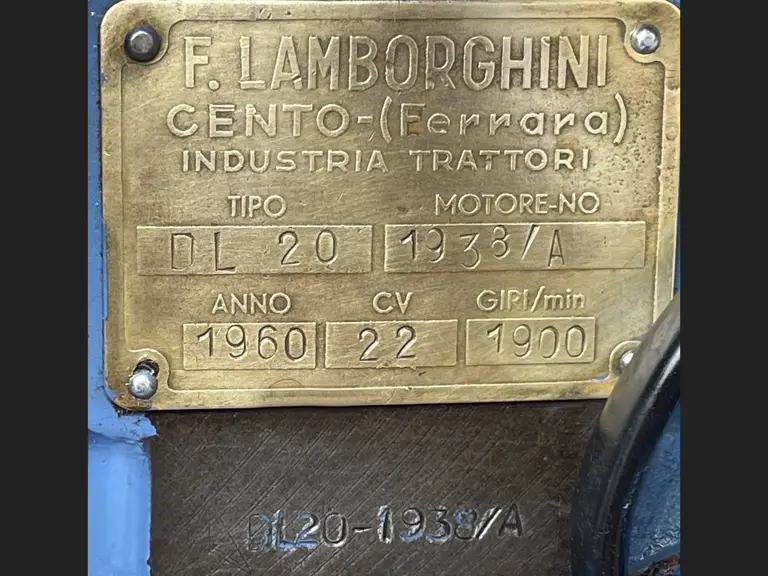 F. LAMBORGHINI
CENTO-(Ferrara)
INDUSTRIA TRATTORI
TIPO MOTORE-NO
DL 20 1938/A
ANNO CV GIRI/min
1960 22 1900
DL20-1938/A